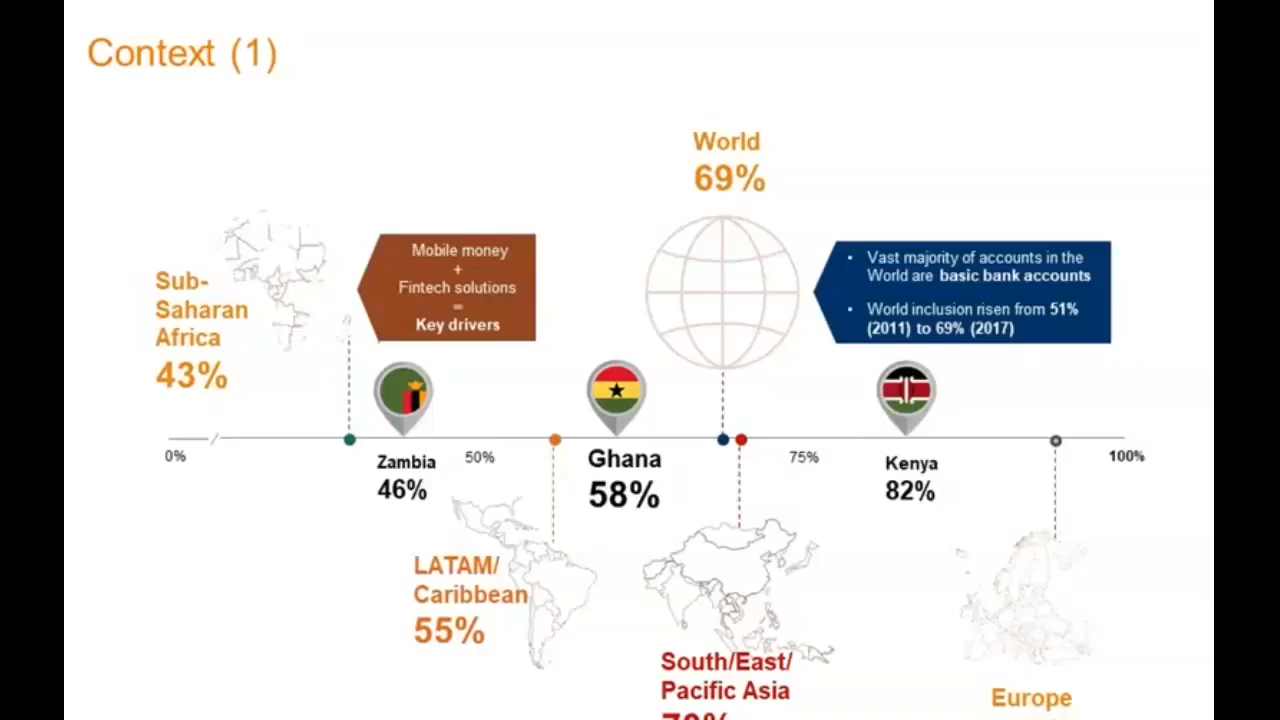 Context (1)
World
69%
Mobile money
+
Fintech solutions
=
Key drivers
• Vast majority of accounts in the
World are basic bank accounts
• World inclusion risen from 51%
(2011) to 69% (2017)
Sub-
Saharan
Africa
43%
0%
Zambia
46%
50%
Ghana
58%
75%
Kenya
82%
100%
LATAM/
Caribbean
55%
South/East/
Pacific Asia
Europe